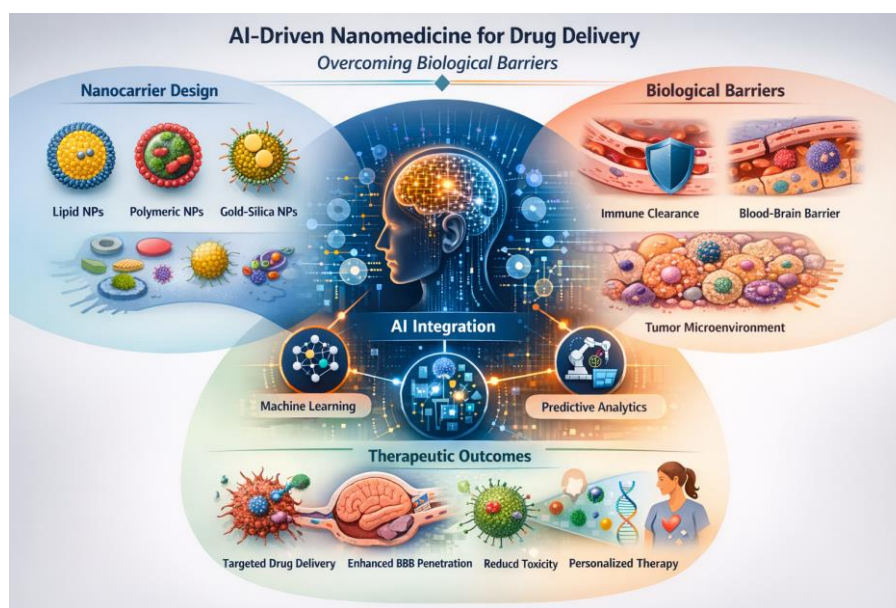 AI-Driven Nanomedicine for Drug Delivery
Overcoming Biological Barriers
Nanocarrier Design
Lipid NPs
Polymeric NPs
Gold-Silica NPs
Biological Barriers
Immune Clearance
Blood-Brain Barrier
Tumor Microenvironment
AI Integration
Machine Learning
Predictive Analytics
Therapeutic Outcomes
Targeted Drug Delivery
Enhanced BBB Penetration
Reducd Toxicity
Personalized Therapy